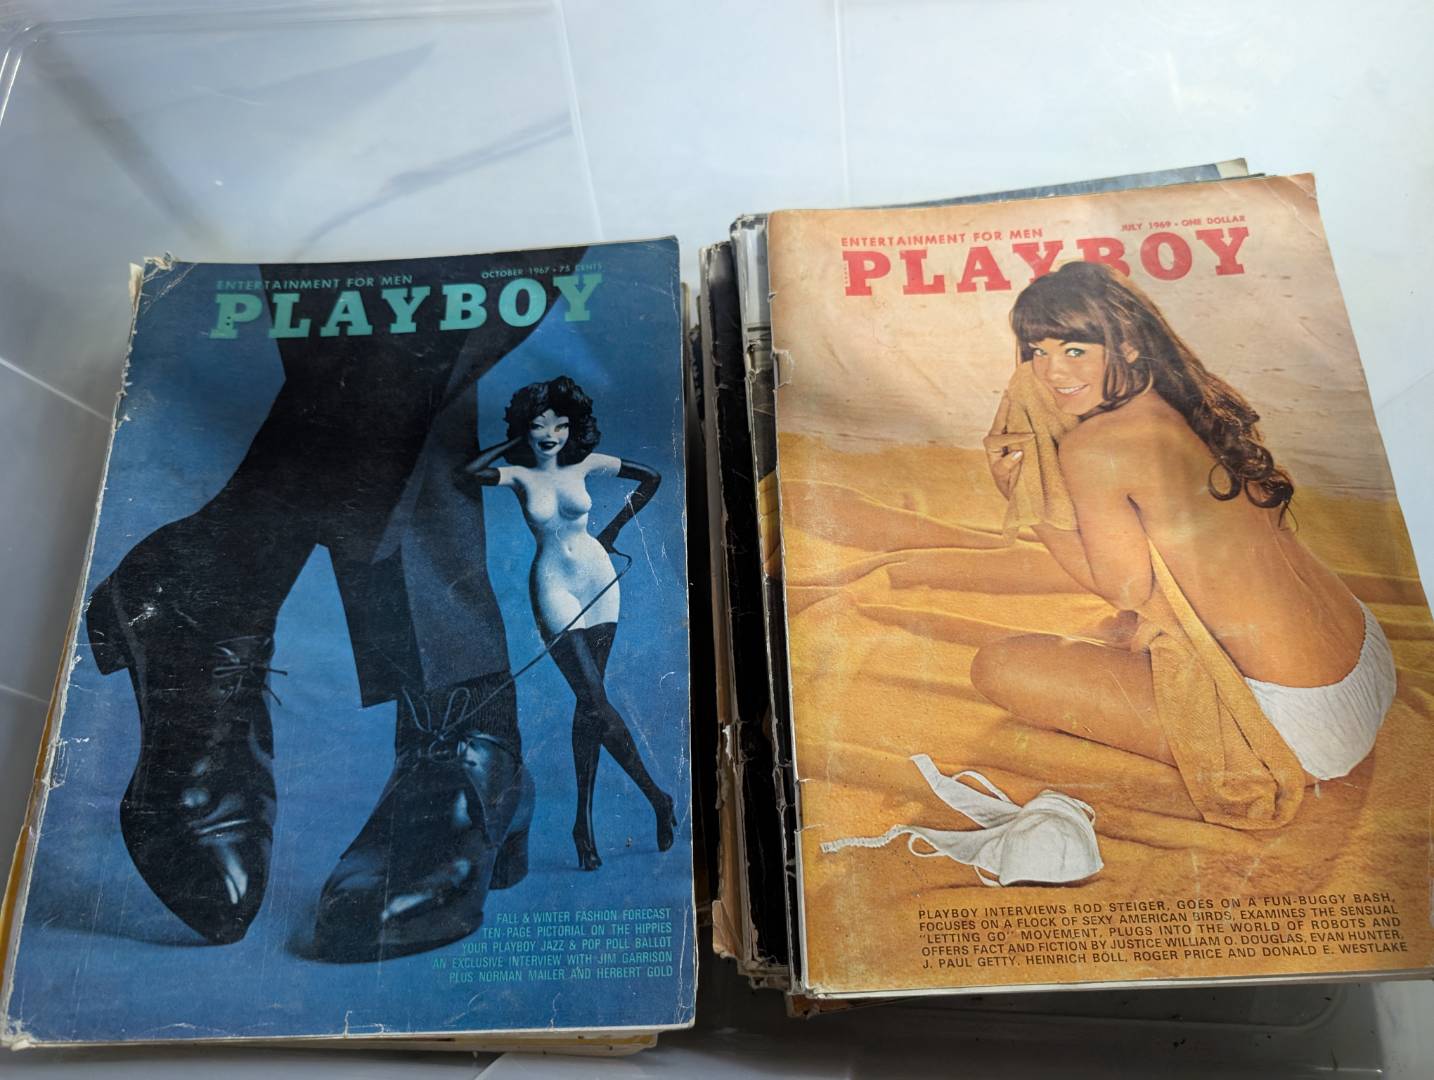 ENTERTAINMENT FOR MEN
OCTOBER 1967 • 75 CENTS
PLAYBOY
FALL & WINTER FASHION FORECAST
TEN-PAGE PICTORIAL ON THE HIPPIES
YOUR PLAYBOY JAZZ & POP POLL BALLOT
AN EXCLUSIVE INTERVIEW WITH JIM GARRISON
PLUS NORMAN MAILER AND HERBERT GOLD
ENTERTAINMENT FOR MEN
JULY 1969 • ONE DOLLAR
PLAYBOY
PLAYBOY INTERVIEWS ROD STEIGER, GOES ON A FUN-BUGGY BASH,
FOCUSES ON A FLOCK OF SEXY AMERICAN BIRDS, EXAMINES THE SENSUAL
"LETTING GO" MOVEMENT, PLUGS INTO THE WORLD OF ROBOTS AND
OFFERS FACT AND FICTION BY JUSTICE WILLIAM O. DOUGLAS, EVAN HUNTER,
J. PAUL GETTY, HEINRICH BÖLL, ROGER PRICE AND DONALD E. WESTLAKE